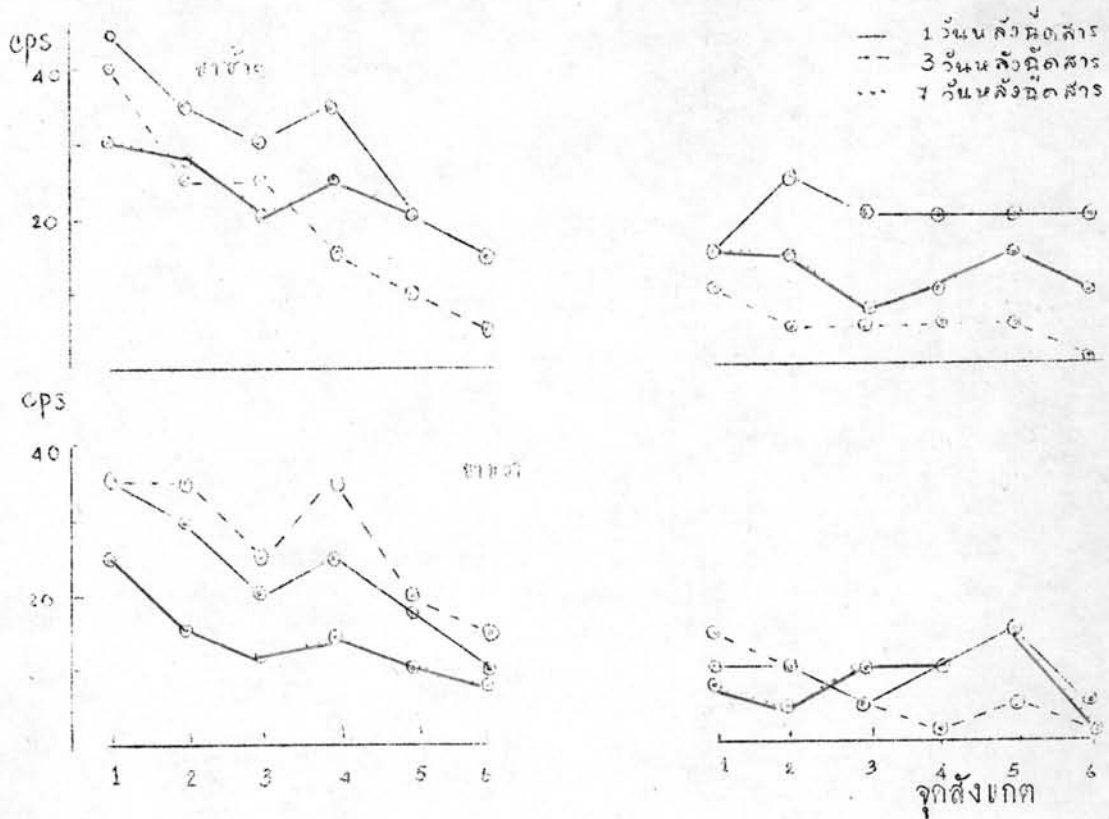 cps
40
20
ขาซ้าย
1 วันหลังฉีดสาร
3 วันหลังฉีดสาร
7 วันหลังฉีดสาร
cps
40
20
ขาขวา
1 2 3 4 5 6
1 2 3 4 5 6
จุดสังเกต